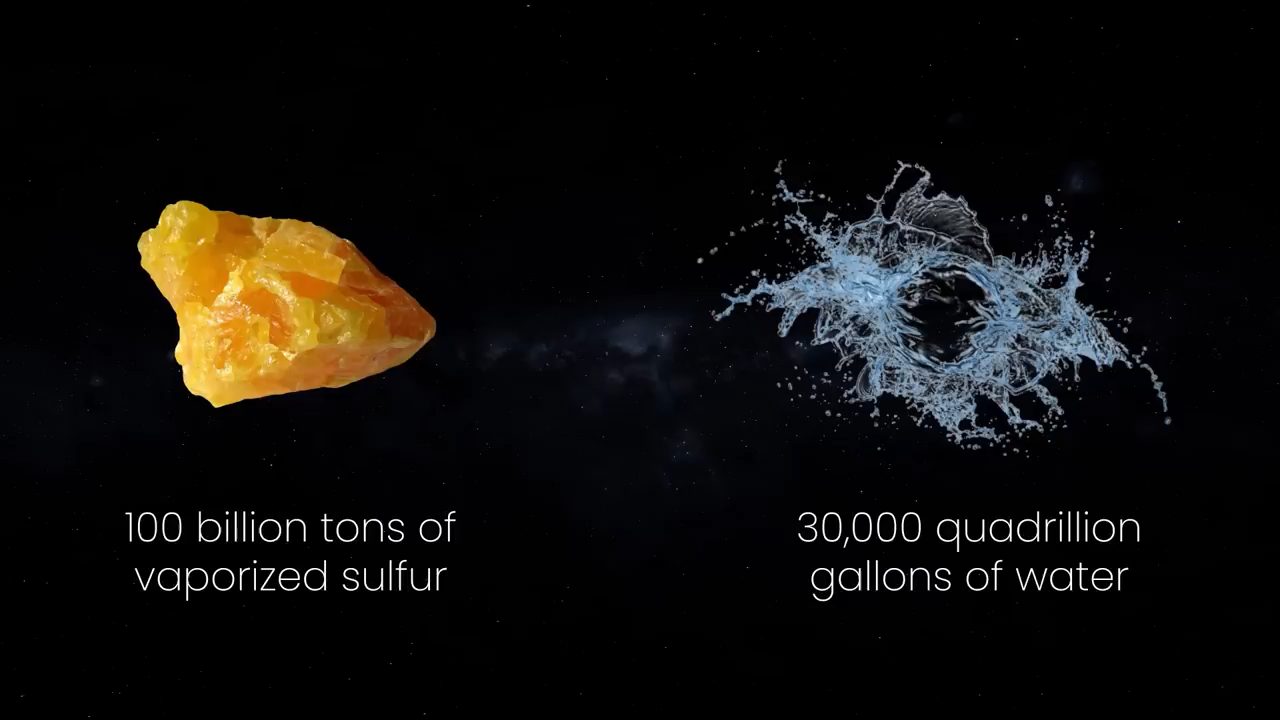 100 billion tons of
vaporized sulfur
30,000 quadrillion
gallons of water